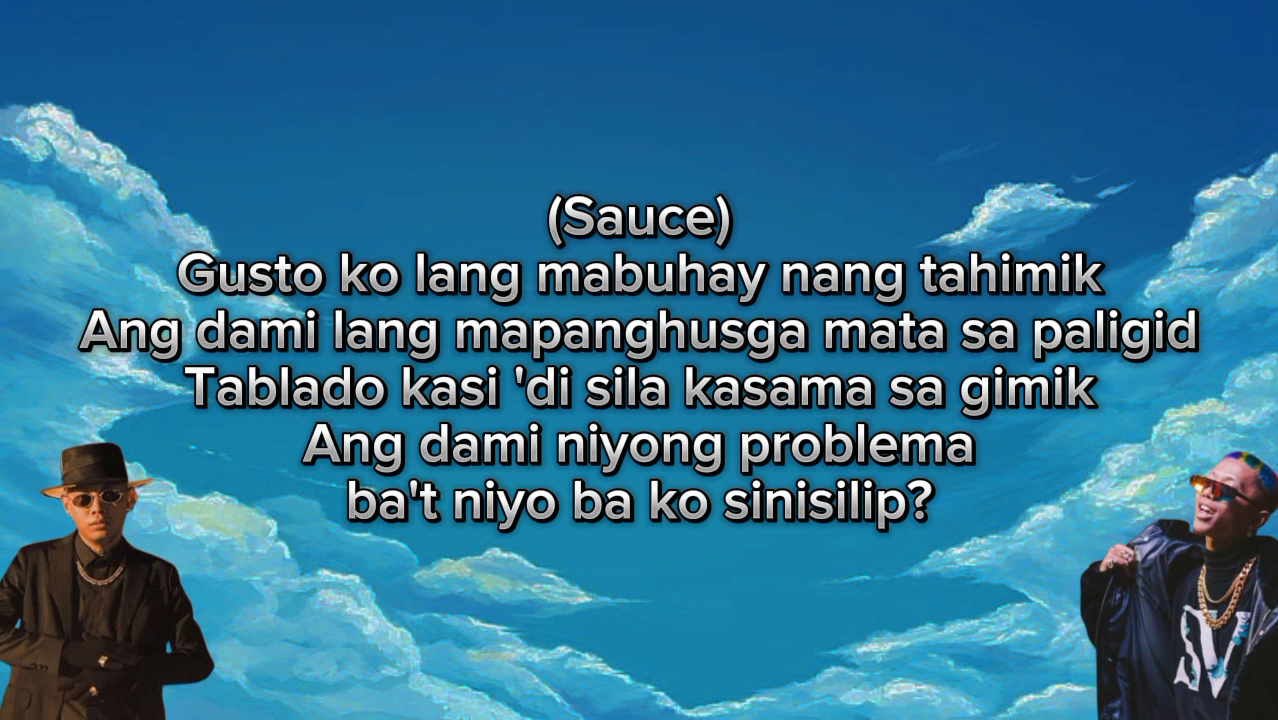 (Sauce)
Gusto ko lang mabuhay nang tahimik
Ang dami lang mapanghusga mata sa paligid
Tablado kasi 'di sila kasama sa gimik
Ang dami niyong problema
ba't niyo ba ko sinisilip?